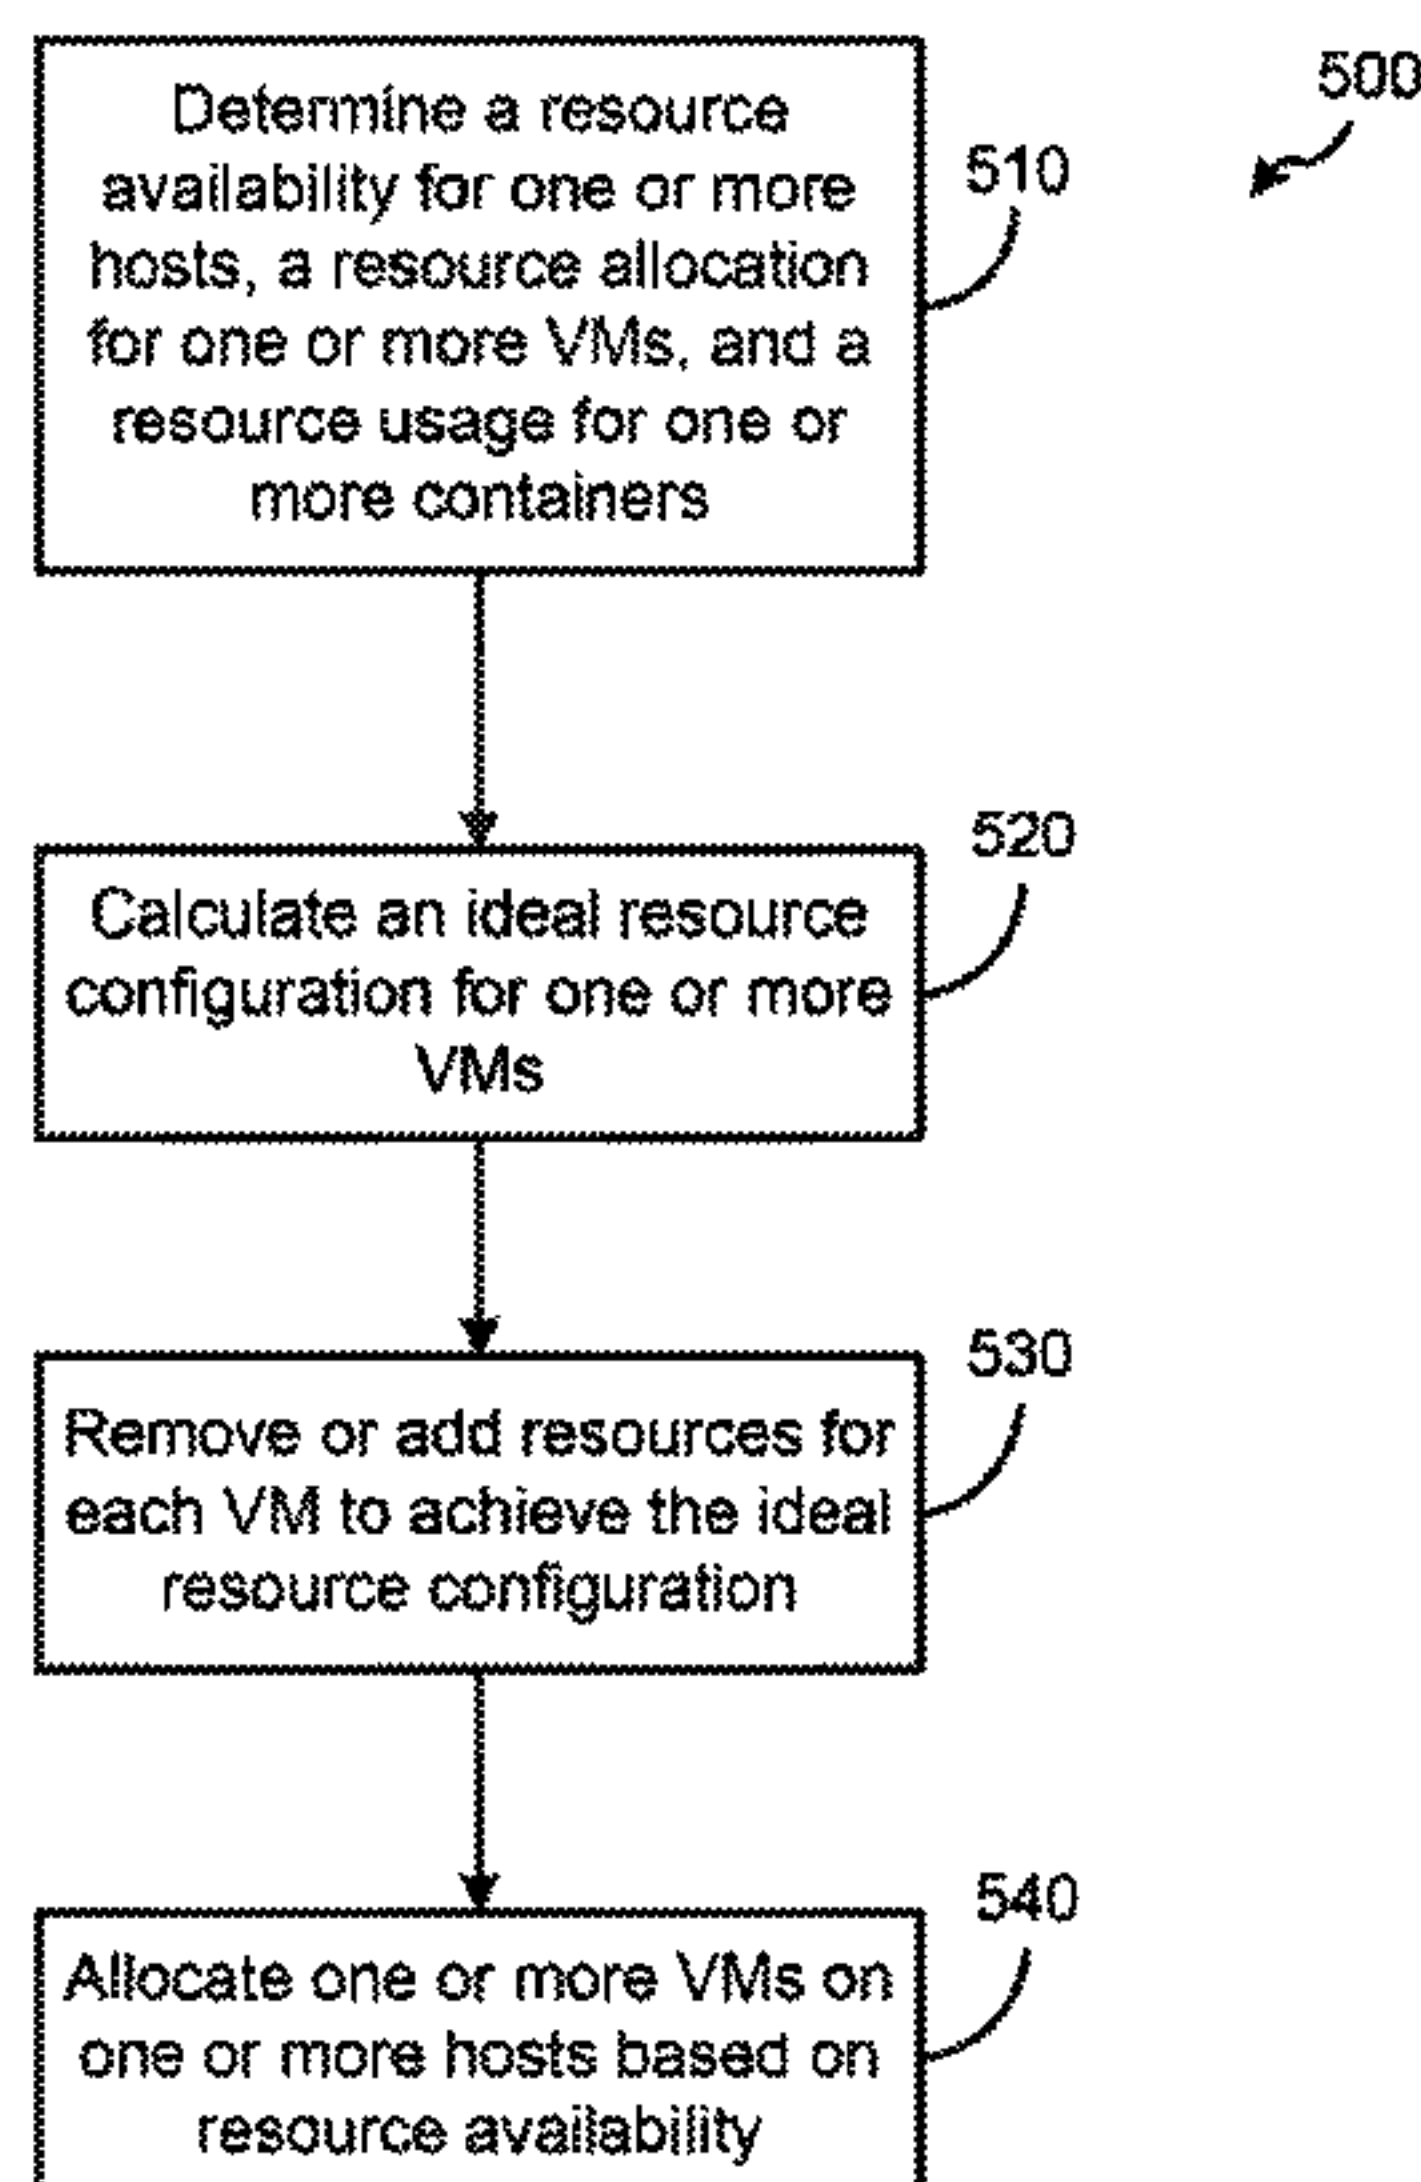 500
Determine a resource
availability for one or more
hosts, a resource allocation
for one or more VMs, and a
resource usage for one or
more containers
510
Calculate an ideal resource
configuration for one or more
VMs
520
Remove or add resources for
each VM to achieve the ideal
resource configuration
530
Allocate one or more VMs on
one or more hosts based on
resource availability
540